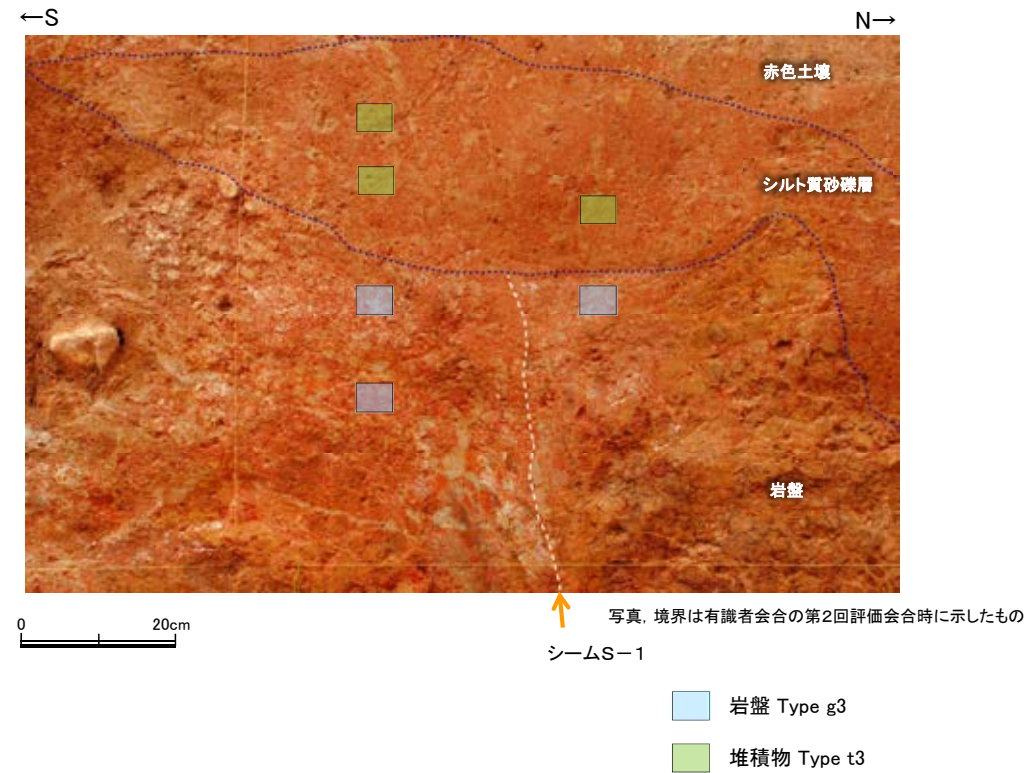 ←S
N→
赤色土壌
シルト質砂礫層
岩盤
0
20cm
写真，境界は有識者会合の第2回評価会合時に示したもの
シームS－1
岩盤 Type g3
堆積物 Type t3